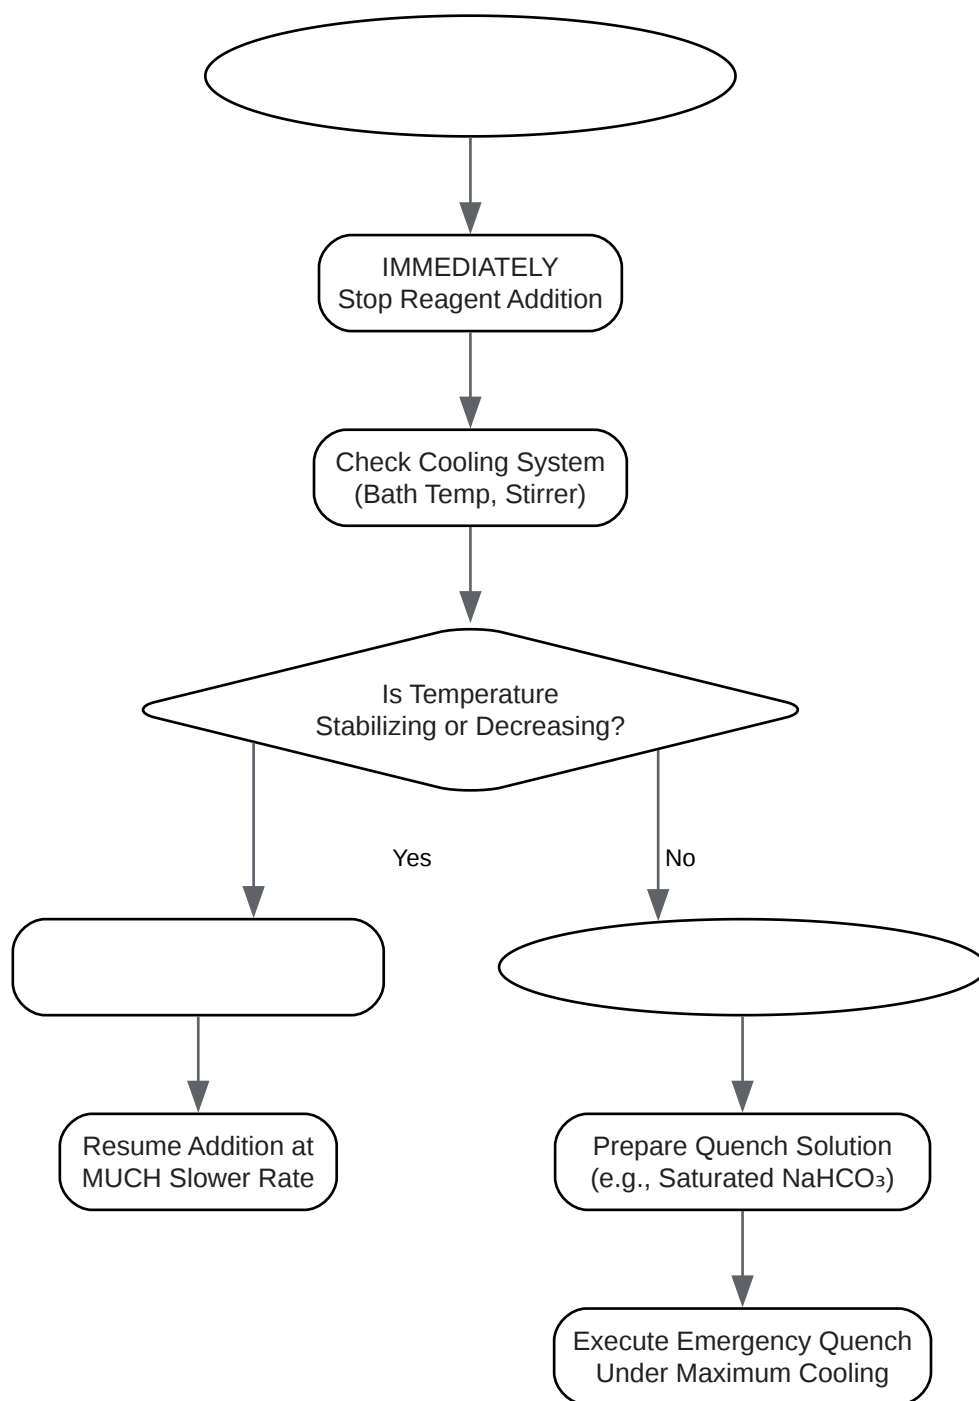 IMMEDIATELY
Stop Reagent Addition
Check Cooling System
(Bath Temp, Stirrer)
Is Temperature
Stabilizing or Decreasing?
Yes
No
Resume Addition at
MUCH Slower Rate
Prepare Quench Solution
(e.g., Saturated NaHCO₃)
Execute Emergency Quench
Under Maximum Cooling